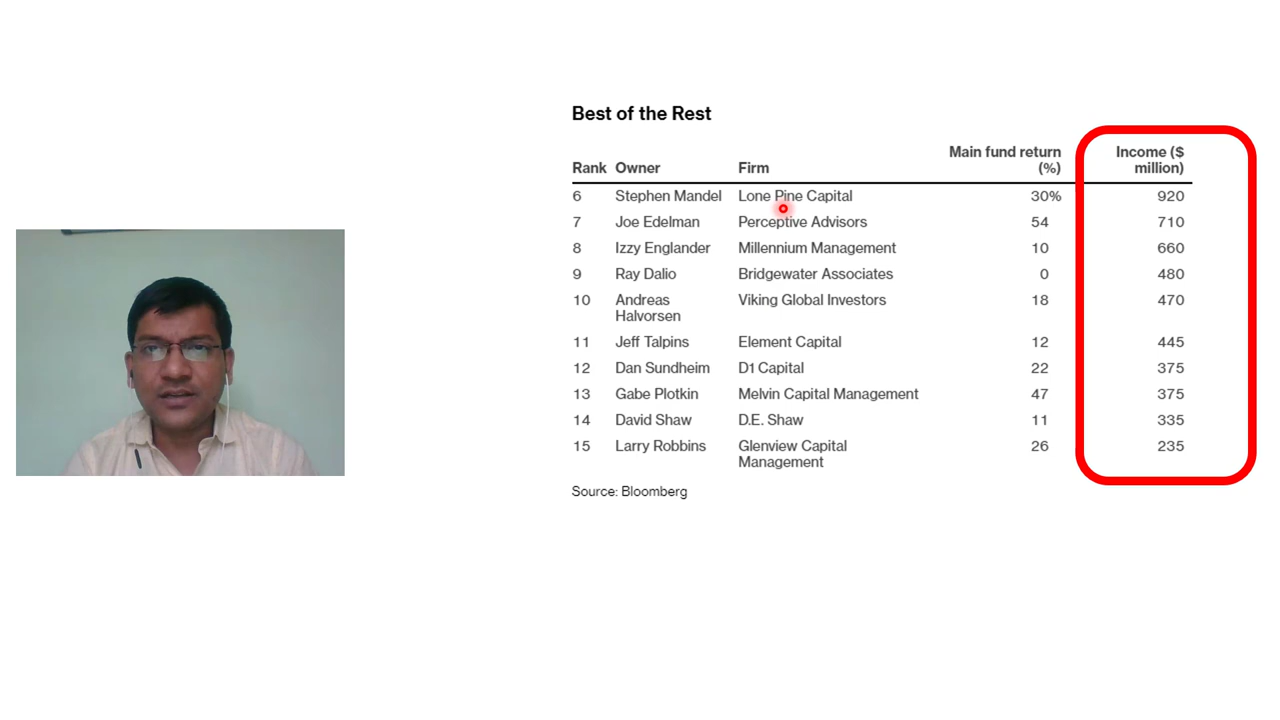 Best of the Rest
Main fund return Income ($
Rank Owner Firm (%) million)
6 Stephen Mandel Lone Pine Capital 30% 920
7 Joe Edelman Perceptive Advisors 54 710
8 Izzy Englander Millennium Management 10 660
9 Ray Dalio Bridgewater Associates 0 480
10 Andreas Viking Global Investors 18 470
Halvorsen
11 Jeff Talpins Element Capital 12 445
12 Dan Sundheim D1 Capital 22 375
13 Gabe Plotkin Melvin Capital Management 47 375
14 David Shaw D.E. Shaw 11 335
15 Larry Robbins Glenview Capital 26 235
Management
Source: Bloomberg